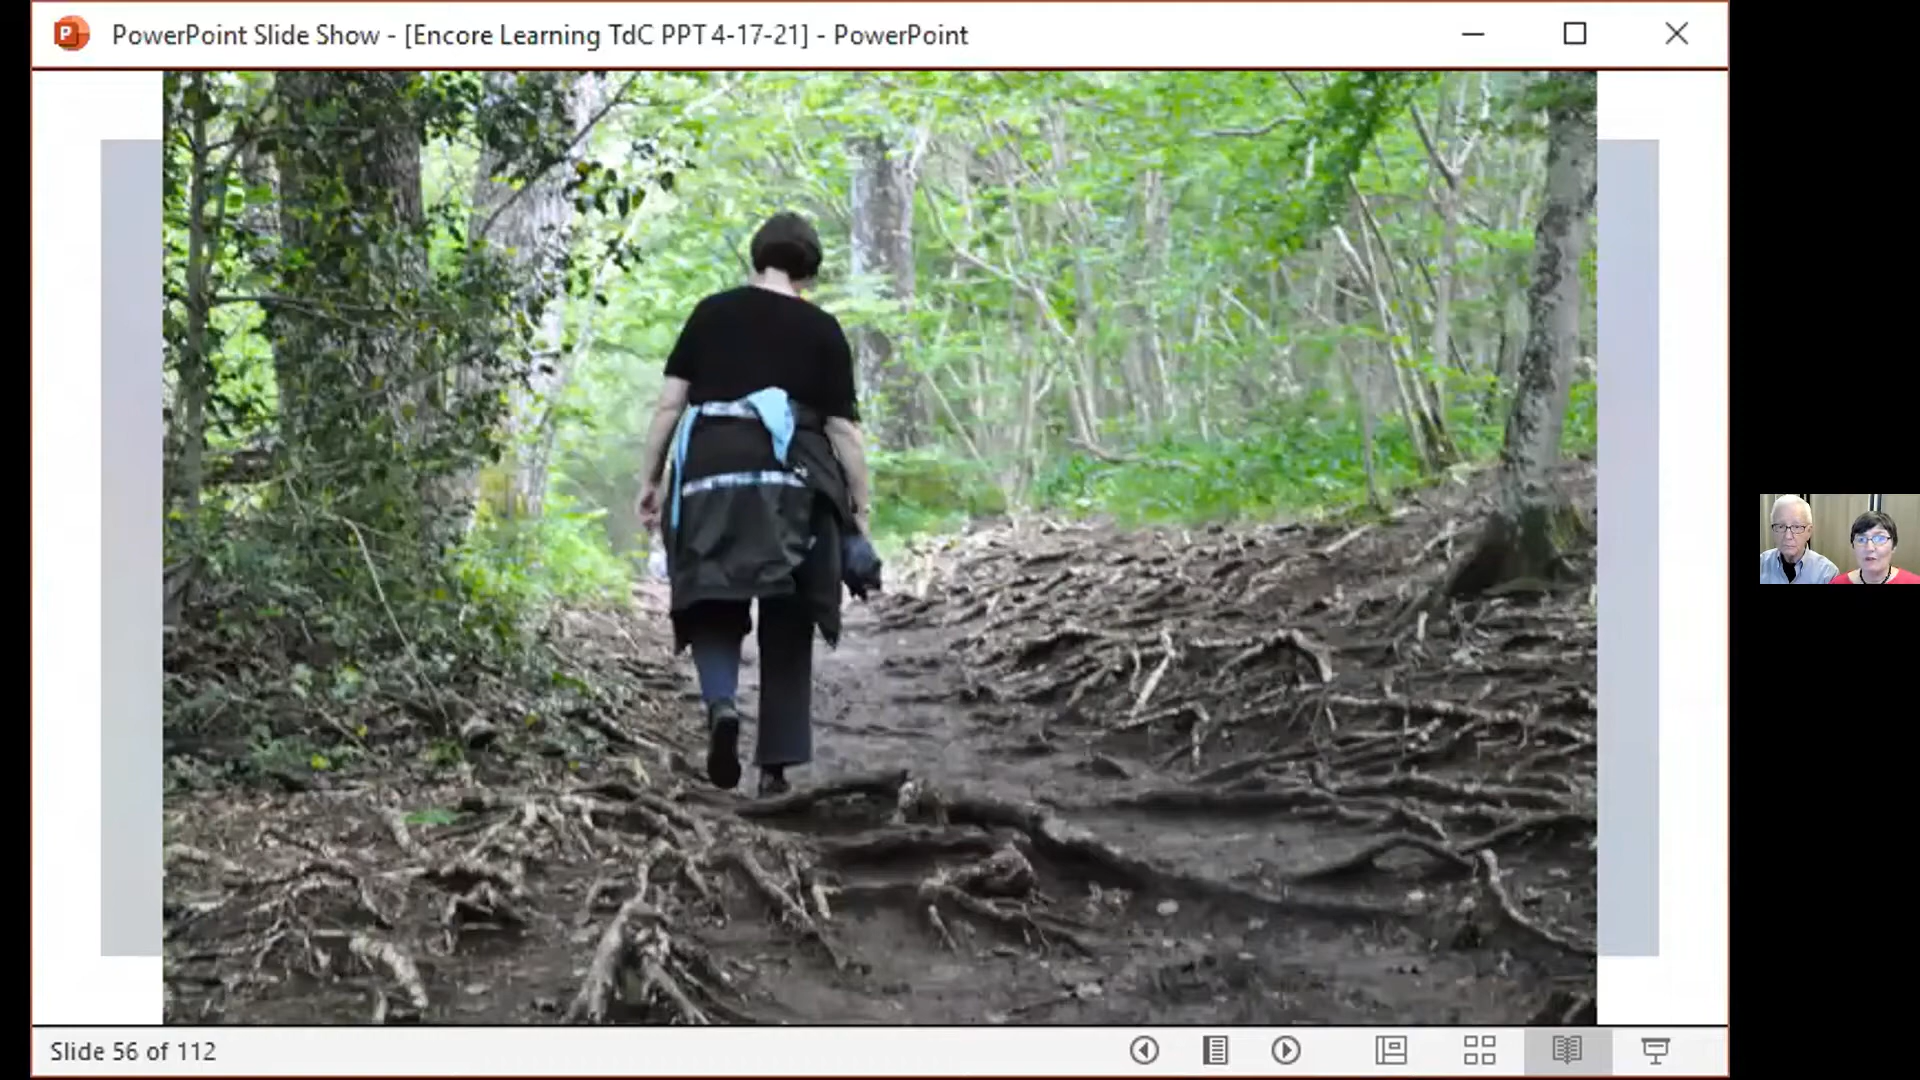 PowerPoint Slide Show - [Encore Learning TdC PPT 4-17-21] - PowerPoint
Slide 56 of 112